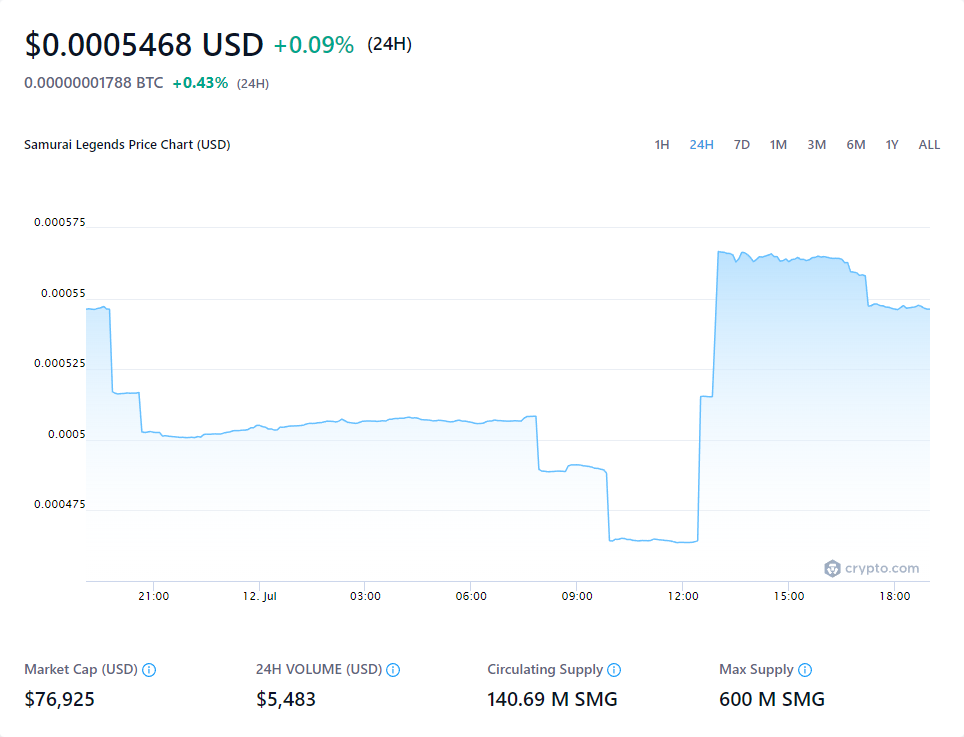 $0.0005468 USD +0.09% (24H)
0.00000001788 BTC +0.43% (24H)
Samurai Legends Price Chart (USD) 1H 24H 7D 1M 3M 6M 1Y ALL
0.000575
0.00055
0.000525
0.0005
0.000475
crypto.com
21:00 12. Jul 03:00 06:00 09:00 12:00 15:00 18:00
Market Cap (USD) 24H VOLUME (USD) Circulating Supply Max Supply
$76,925 $5,483 140.69 M SMG 600 M SMG